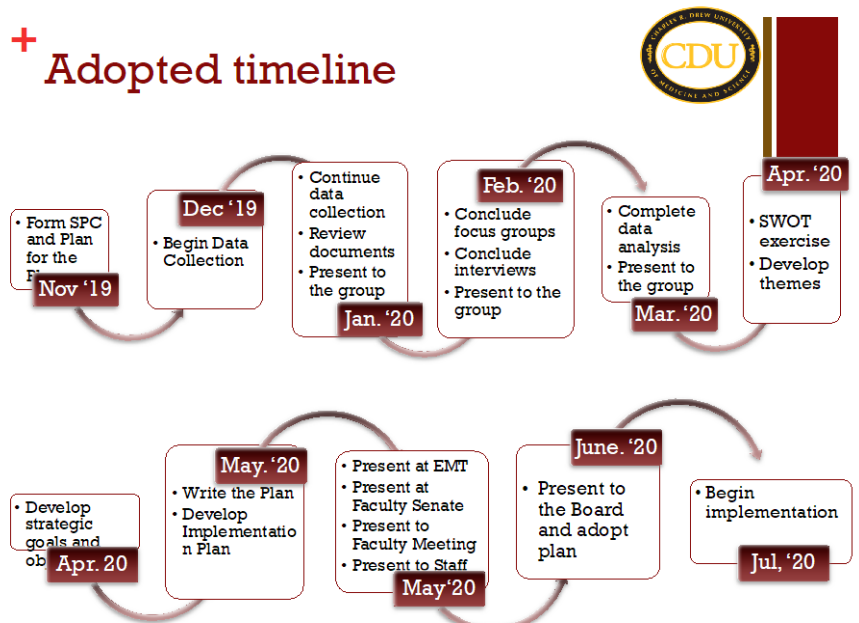 +
Adopted timeline
CHARLES R. DREW UNIVERSITY
CDU
OF MEDICINE AND SCIENCE
• Form SPC
and Plan
for the
Nov ‘19
Dec ‘19
• Begin Data
Collection
• Continue
data
collection
• Review
documents
• Present to
the group
Jan. ‘20
Feb. ‘20
• Conclude
focus groups
• Conclude
interviews
• Present to the
group
• Complete
data
analysis
• Present to
the group
Mar. ‘20
Apr. ‘20
• SWOT
exercise
• Develop
themes
• Develop
strategic
goals and
Apr. 20
May. ‘20
• Write the Plan
• Develop
Implementatio
n Plan
• Present at EMT
• Present at
Faculty Senate
• Present to
Faculty Meeting
• Present to Staff
May‘20
June. ‘20
• Present to
the Board
and adopt
plan
• Begin
implementation
Jul, ‘20